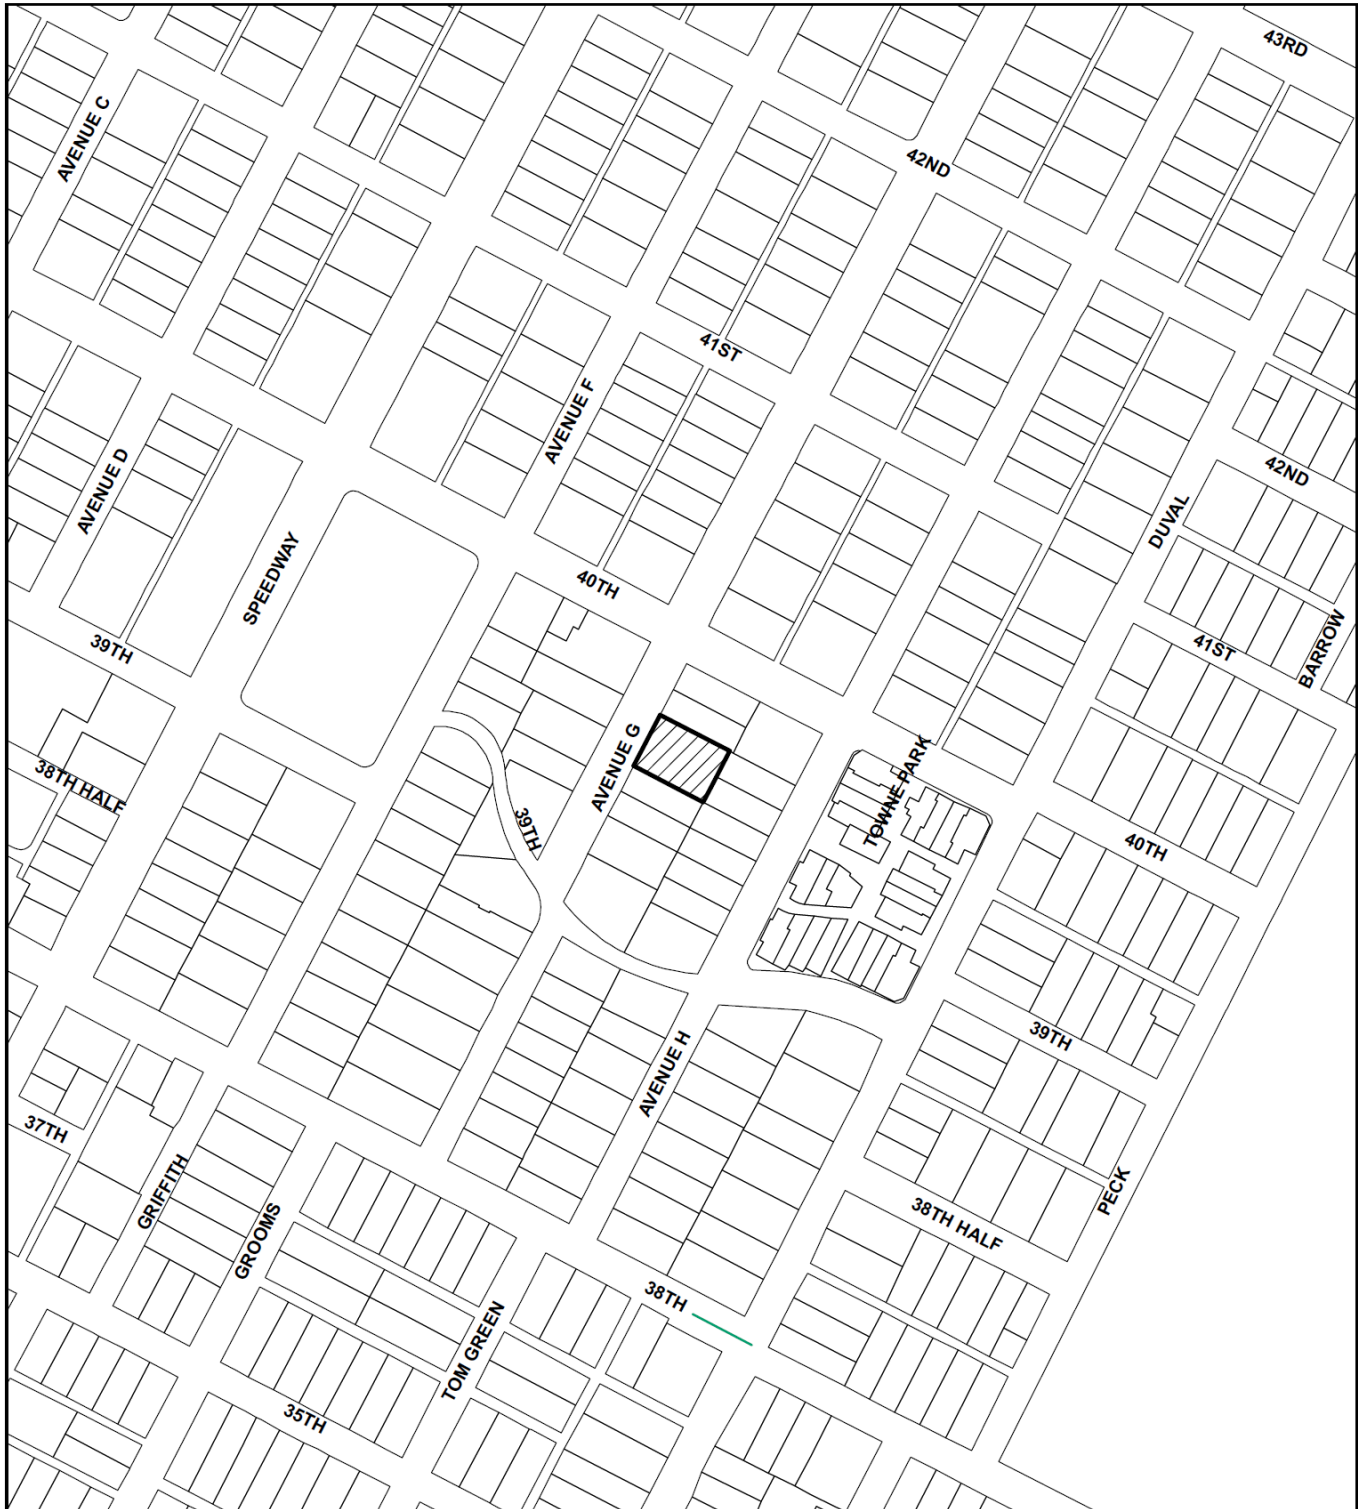 43RD
AVENUE C
42ND
41ST
AVENUE F
42ND
AVENUE D
DUVAL
SPEEDWAY
40TH
39TH
41ST
BARROW
AVENUE G
TOWNE PARK
38TH HALF
39TH
40TH
39TH
AVENUE H
37TH
GRIFFITH
PECK
GROOMS
38TH HALF
38TH
TOM GREEN
35TH